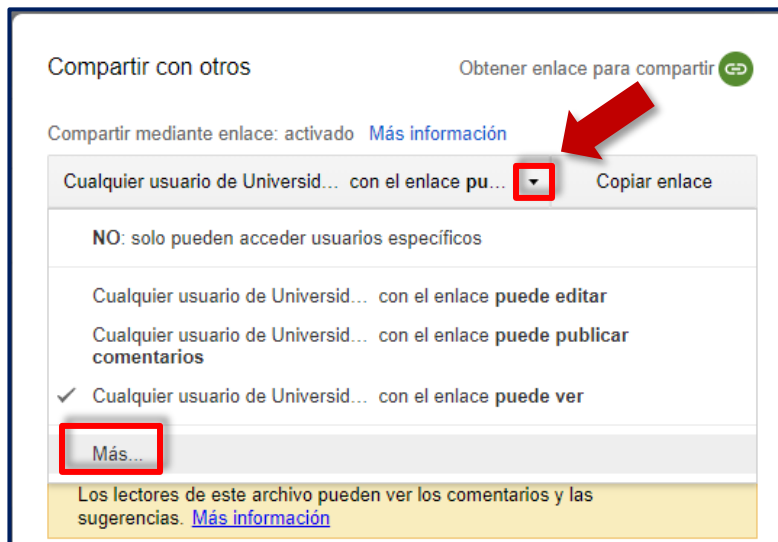 Compartir con otros
Obtener enlace para compartir
Compartir mediante enlace: activado Más información
Cualquier usuario de Universid... con el enlace pu...
Copiar enlace
NO: solo pueden acceder usuarios específicos
Cualquier usuario de Universid... con el enlace puede editar
Cualquier usuario de Universid... con el enlace puede publicar
comentarios
Cualquier usuario de Universid... con el enlace puede ver
Más...
Los lectores de este archivo pueden ver los comentarios y las
sugerencias. Más información